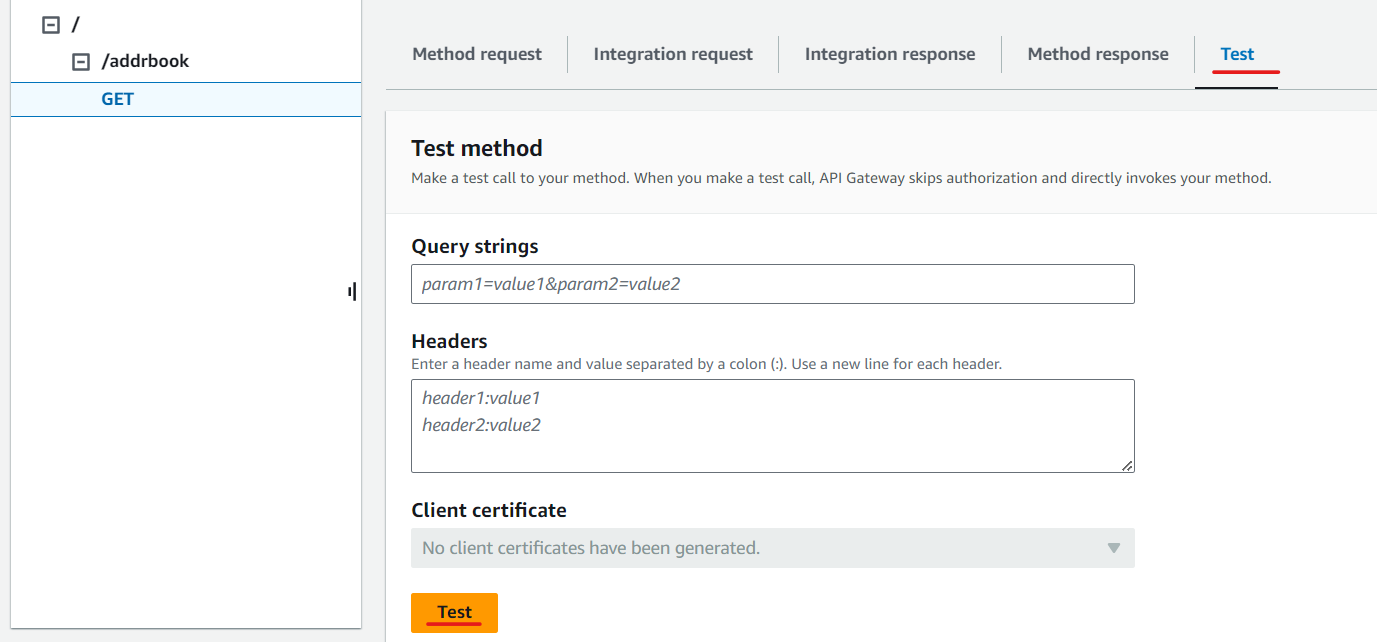 /
/addrbook
GET
Method request
Integration request
Integration response
Method response
Test
Test method
Make a test call to your method. When you make a test call, API Gateway skips authorization and directly invokes your method.
Query strings
param1=value1&param2=value2
Headers
Enter a header name and value separated by a colon (:). Use a new line for each header.
header1:value1
header2:value2
Client certificate
No client certificates have been generated.
Test